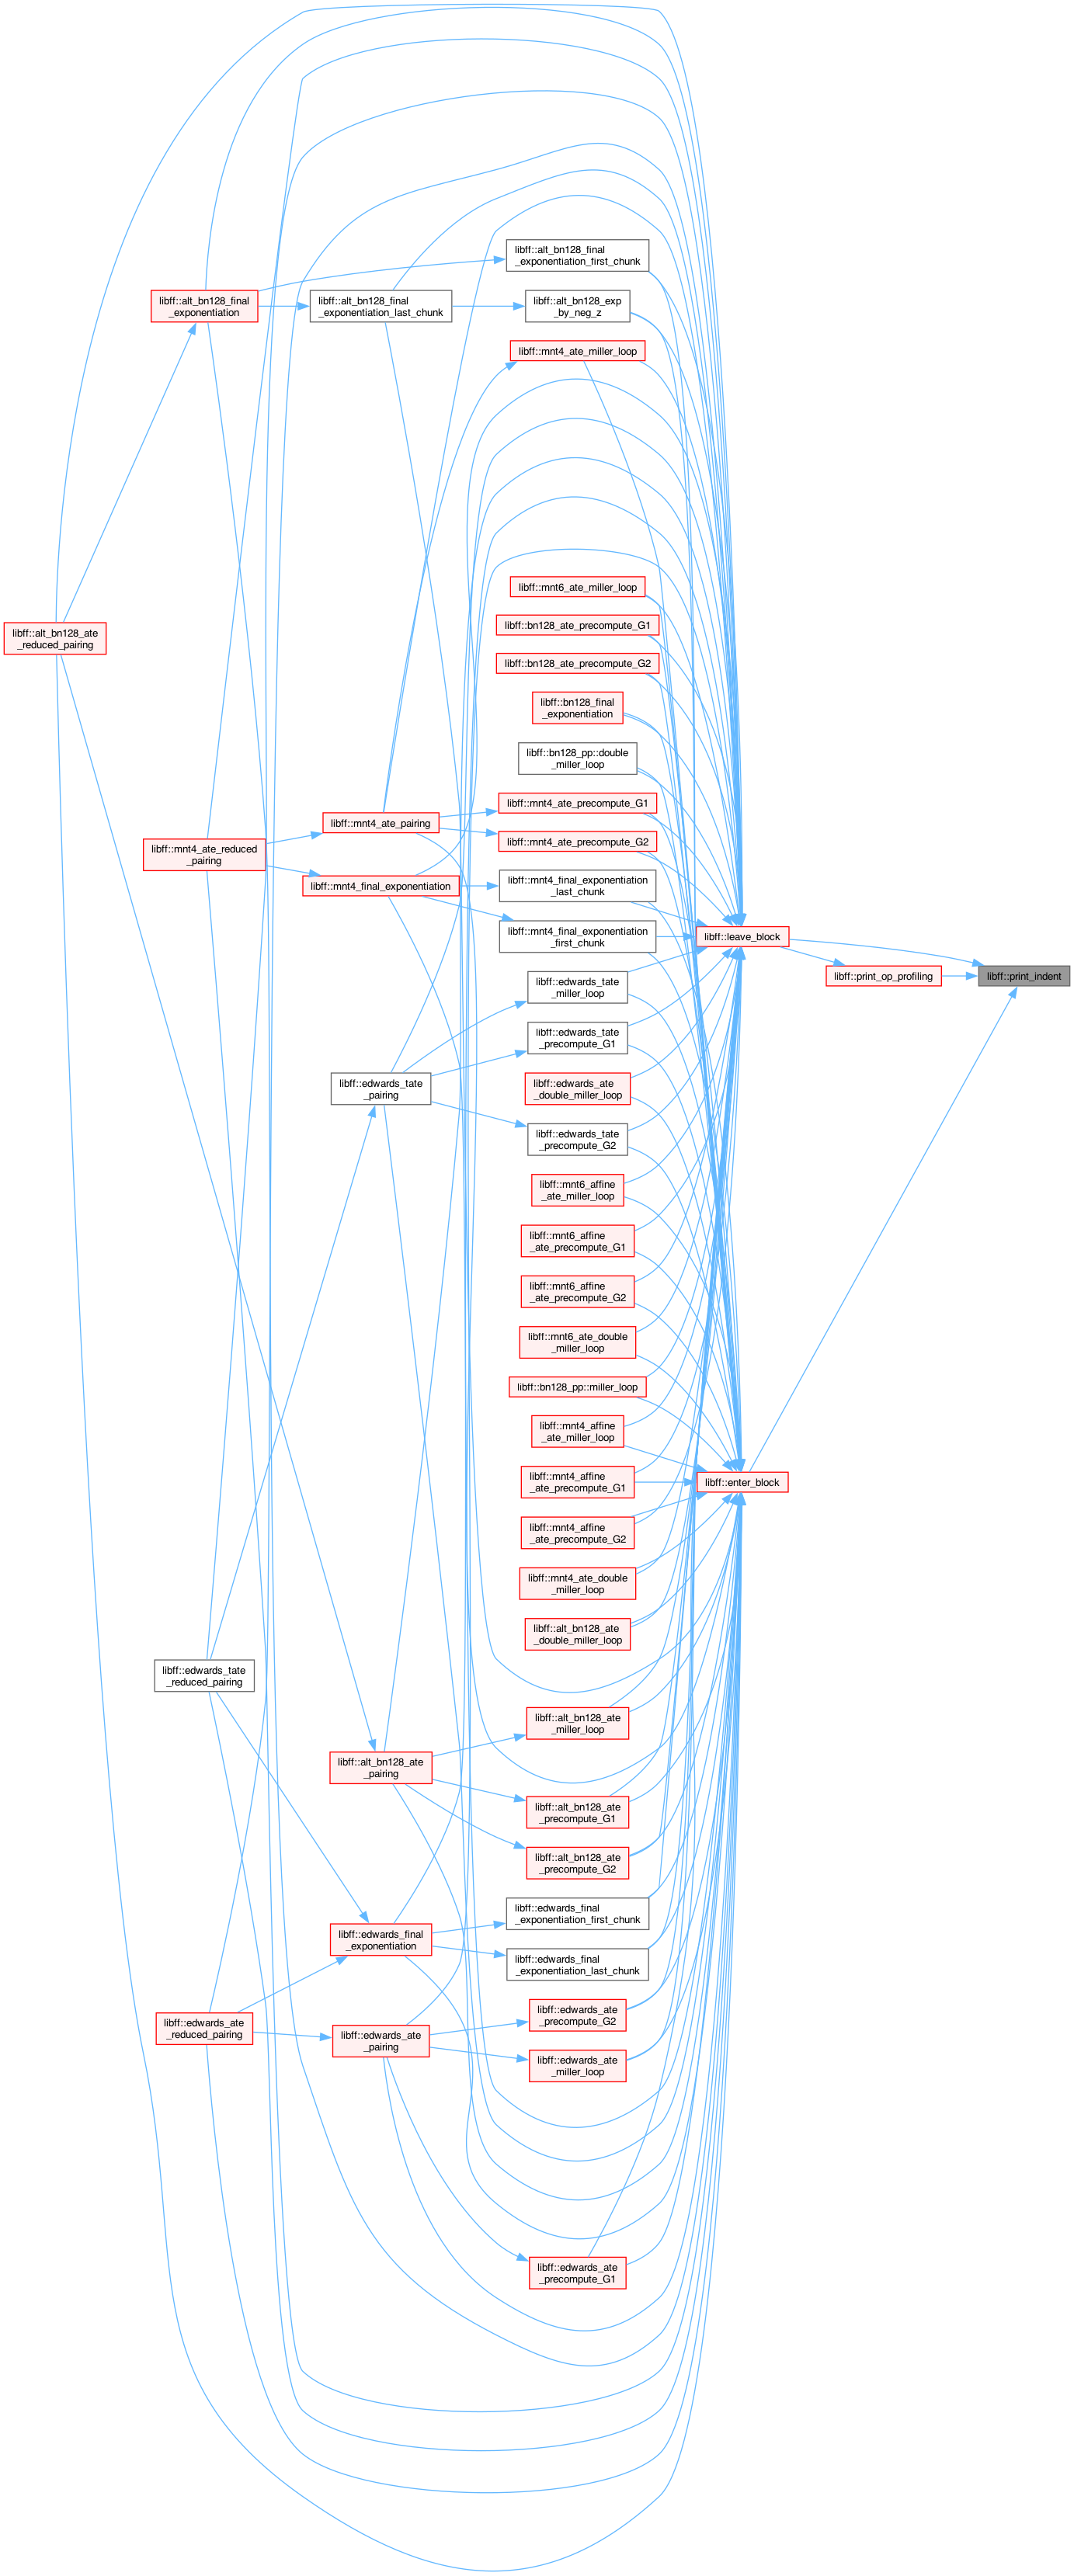 libff::alt_bn128_final
_exponentiation_first_chunk
libff::alt_bn128_final
_exponentiation
libff::alt_bn128_final
_exponentiation_last_chunk
libff::alt_bn128_exp
_by_neg_z
libff::mnt4_ate_miller_loop
libff::mnt6_ate_miller_loop
libff::bn128_ate_precompute_G1
libff::alt_bn128_ate
_reduced_pairing
libff::bn128_ate_precompute_G2
libff::bn128_final
_exponentiation
libff::bn128_pp::double
_miller_loop
libff::mnt4_ate_precompute_G1
libff::mnt4_ate_pairing
libff::mnt4_ate_precompute_G2
libff::mnt4_ate_reduced
_pairing
libff::mnt4_final_exponentiation
libff::mnt4_final_exponentiation
_last_chunk
libff::mnt4_final_exponentiation
_first_chunk
libff::leave_block
libff::print_op_profiling
libff::print_indent
libff::edwards_tate
_miller_loop
libff::edwards_tate
_precompute_G1
libff::edwards_tate
_pairing
libff::edwards_ate
_double_miller_loop
libff::edwards_tate
_precompute_G2
libff::mnt6_affine
_ate_miller_loop
libff::mnt6_affine
_ate_precompute_G1
libff::mnt6_affine
_ate_precompute_G2
libff::mnt6_ate_double
_miller_loop
libff::bn128_pp::miller_loop
libff::mnt4_affine
_ate_miller_loop
libff::mnt4_affine
_ate_precompute_G1
libff::enter_block
libff::mnt4_affine
_ate_precompute_G2
libff::mnt4_ate_double
_miller_loop
libff::alt_bn128_ate
_double_miller_loop
libff::edwards_tate
_reduced_pairing
libff::alt_bn128_ate
_miller_loop
libff::alt_bn128_ate
_pairing
libff::alt_bn128_ate
_precompute_G1
libff::alt_bn128_ate
_precompute_G2
libff::edwards_final
_exponentiation_first_chunk
libff::edwards_final
_exponentiation
libff::edwards_final
_exponentiation_last_chunk
libff::edwards_ate
_precompute_G2
libff::edwards_ate
_reduced_pairing
libff::edwards_ate
_pairing
libff::edwards_ate
_miller_loop
libff::edwards_ate
_precompute_G1